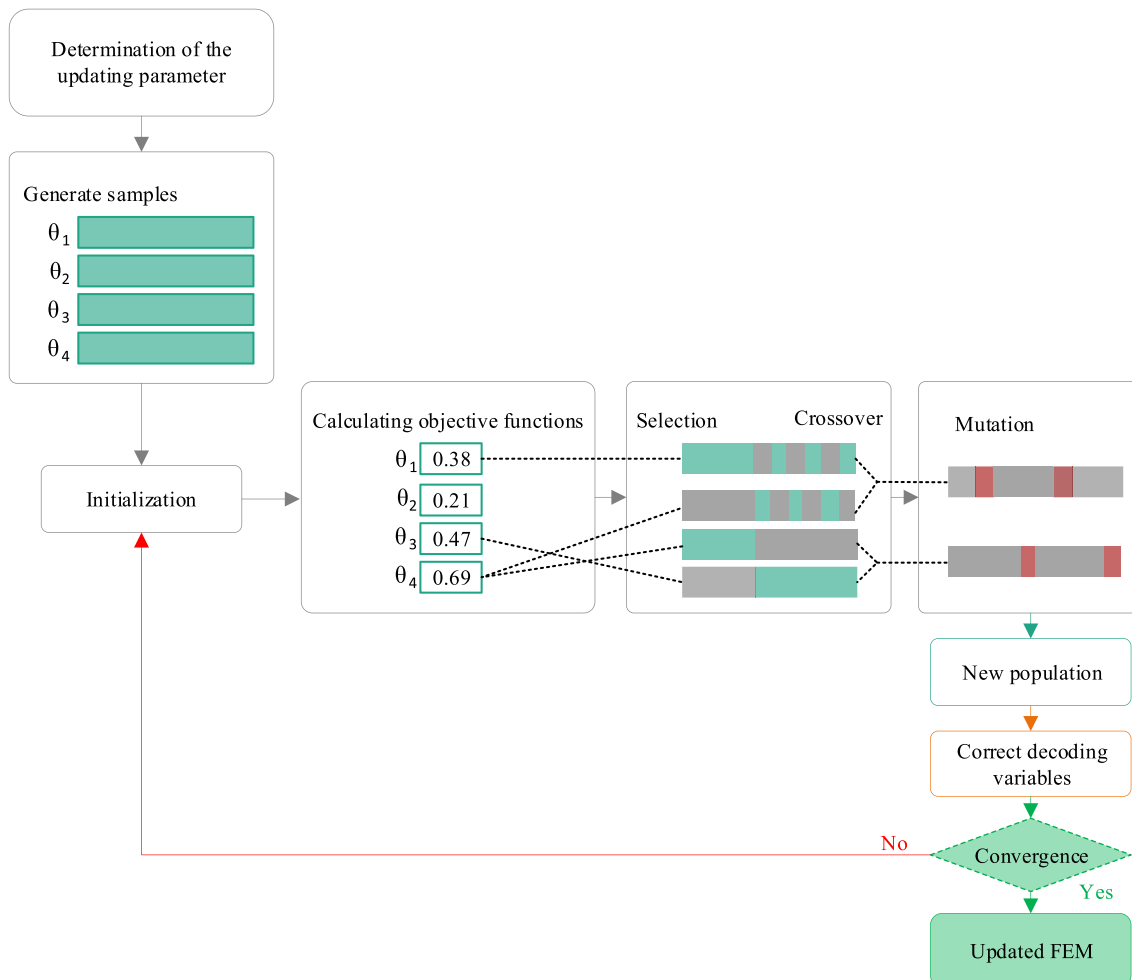 Determination of the
updating parameter
Generate samples
θ1
θ2
θ3
θ4
Initialization
Calculating objective functions
θ1 0.38
θ2 0.21
θ3 0.47
θ4 0.69
Selection
Crossover
Mutation
New population
Correct decoding
variables
Convergence
No
Yes
Updated FEM